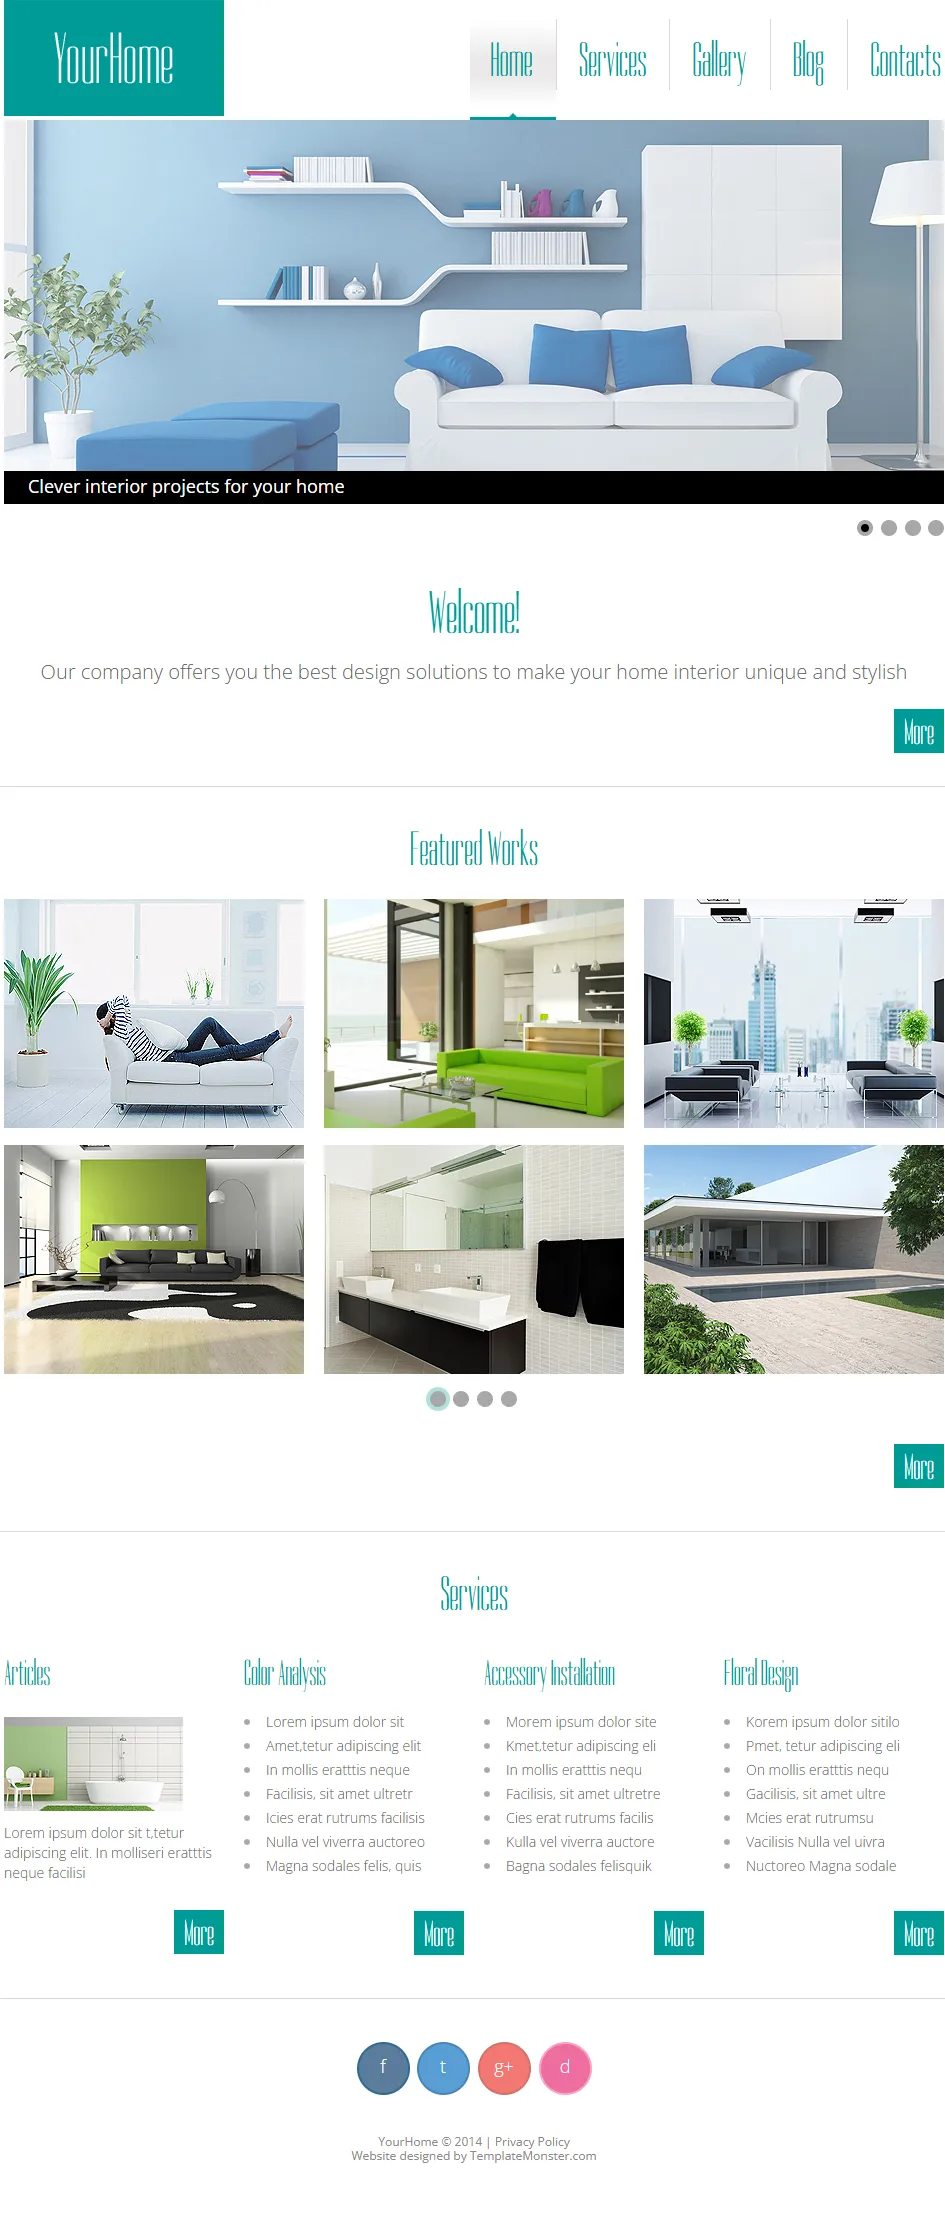 YourHome
Home
Services
Gallery
Blog
Contacts
Clever interior projects for your home
Welcome!
Our company offers you the best design solutions to make your home interior unique and stylish
More
Featured Works
More
Services
Articles
Lorem ipsum dolor sit t,tetur
adipiscing elit. In molliseri eratttis
neque facilisi
More
Color Analysis
Lorem ipsum dolor sit
Amet,tetur adipiscing elit
In mollis eratttis neque
Facilisis, sit amet ultretr
Icies erat rutrums facilisis
Nulla vel viverra auctoreo
Magna sodales felis, quis
More
Accessory Installation
Morem ipsum dolor site
Kmet,tetur adipiscing eli
In mollis eratttis nequ
Facilisis, sit amet ultretre
Cies erat rutrums facilis
Kulla vel viverra auctore
Bagna sodales felisquik
More
Floral Design
Korem ipsum dolor sitilo
Pmet, tetur adipiscing eli
On mollis eratttis nequ
Gacilisis, sit amet ultre
Mcies erat rutrumsu
Vacilisis Nulla vel uivra
Nuctoreo Magna sodale
More
f
t
g+
d
YourHome © 2014 | Privacy Policy
Website designed by TemplateMonster.com